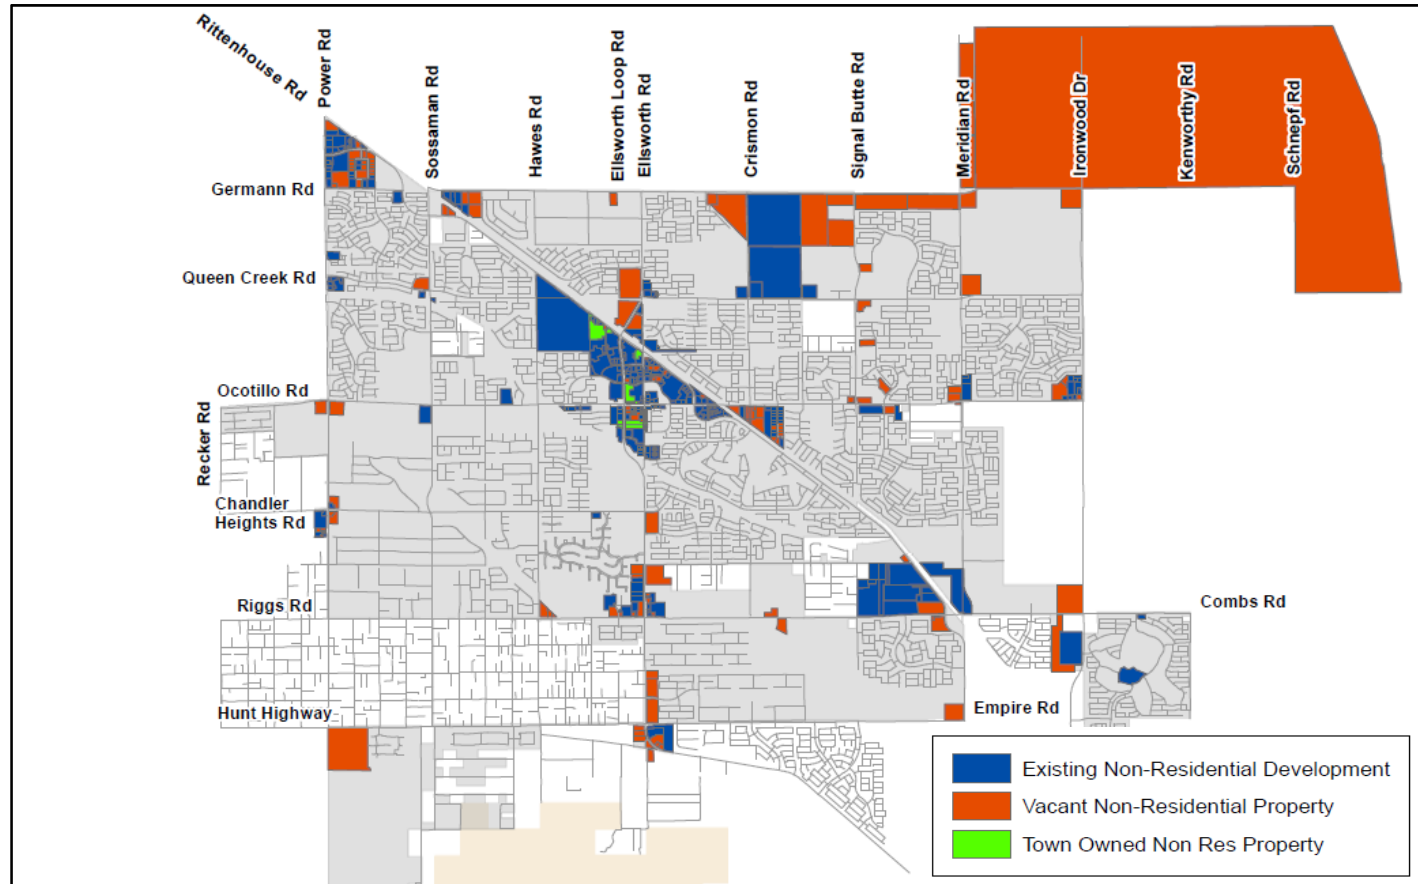 Rittenhouse Rd
Power Rd
Sossaman Rd
Hawes Rd
Ellsworth Loop Rd
Ellsworth Rd
Crismon Rd
Signal Butte Rd
Meridian Rd
Ironwood Dr
Kenworthy Rd
Schnepf Rd
Germann Rd
Queen Creek Rd
Ocotillo Rd
Recker Rd
Chandler
Heights Rd
Riggs Rd
Combs Rd
Hunt Highway
Empire Rd
Existing Non-Residential Development
Vacant Non-Residential Property
Town Owned Non Res Property